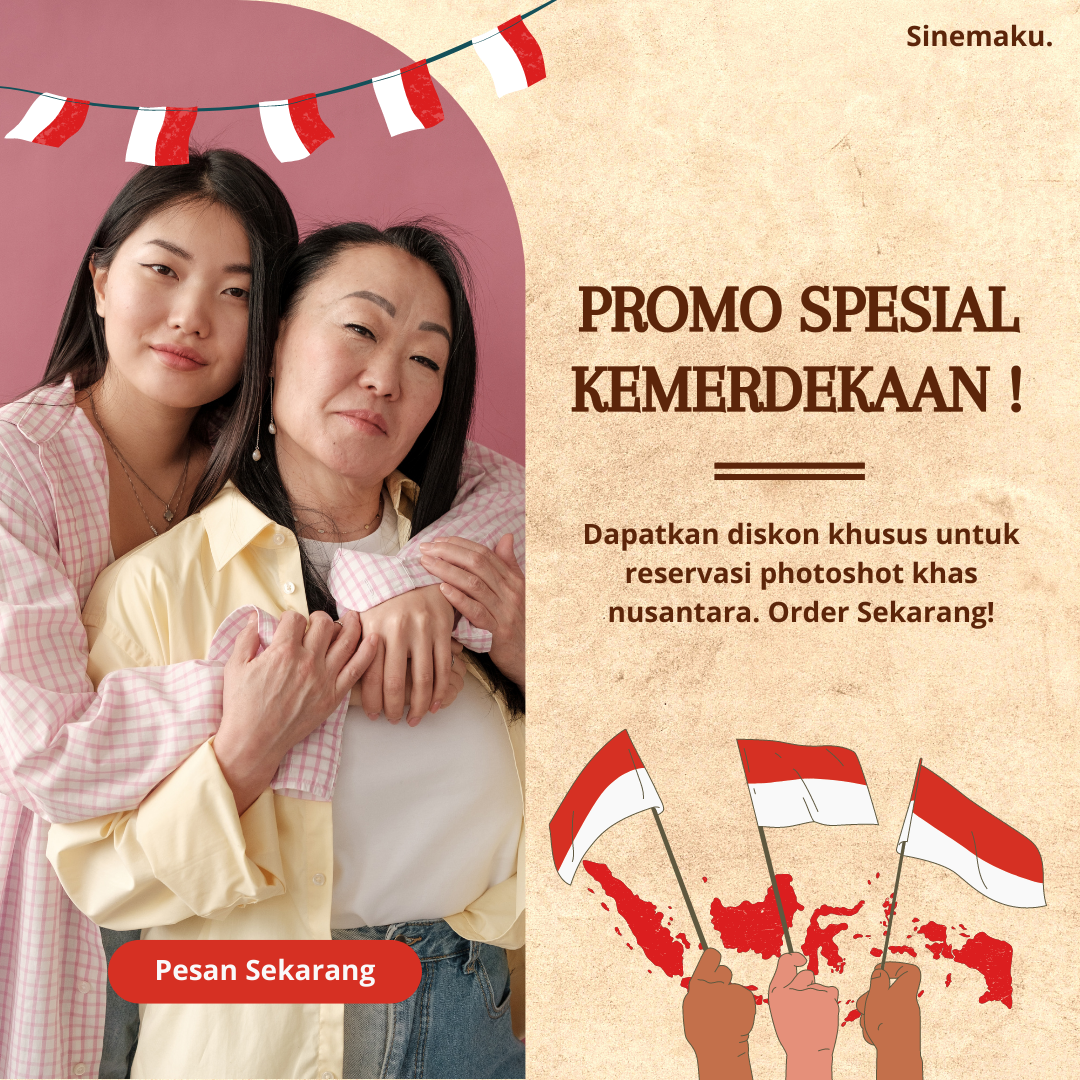 Sinemaku.
PROMO SPESIAL
KEMERDEKAAN !
Dapatkan diskon khusus untuk
reservasi photoshot khas
nusantara. Order Sekarang!
Pesan Sekarang